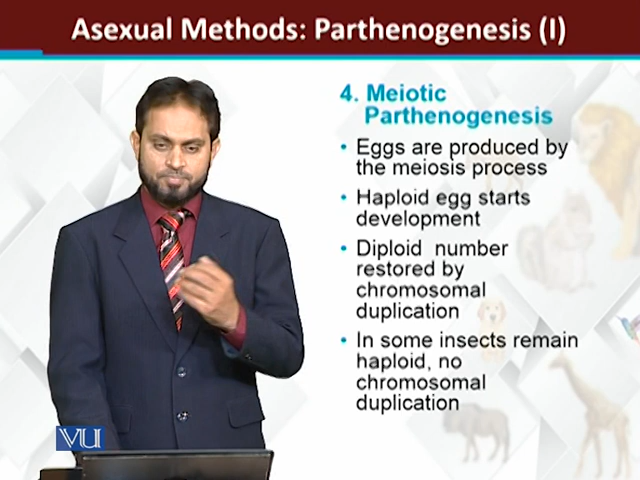 Asexual Methods: Parthenogenesis (I)
4. Meiotic
Parthenogenesis
• Eggs are produced by
the meiosis process
• Haploid egg starts
development
• Diploid number
restored by
chromosomal
duplication
• In some insects remain
haploid, no
chromosomal
duplication
VU